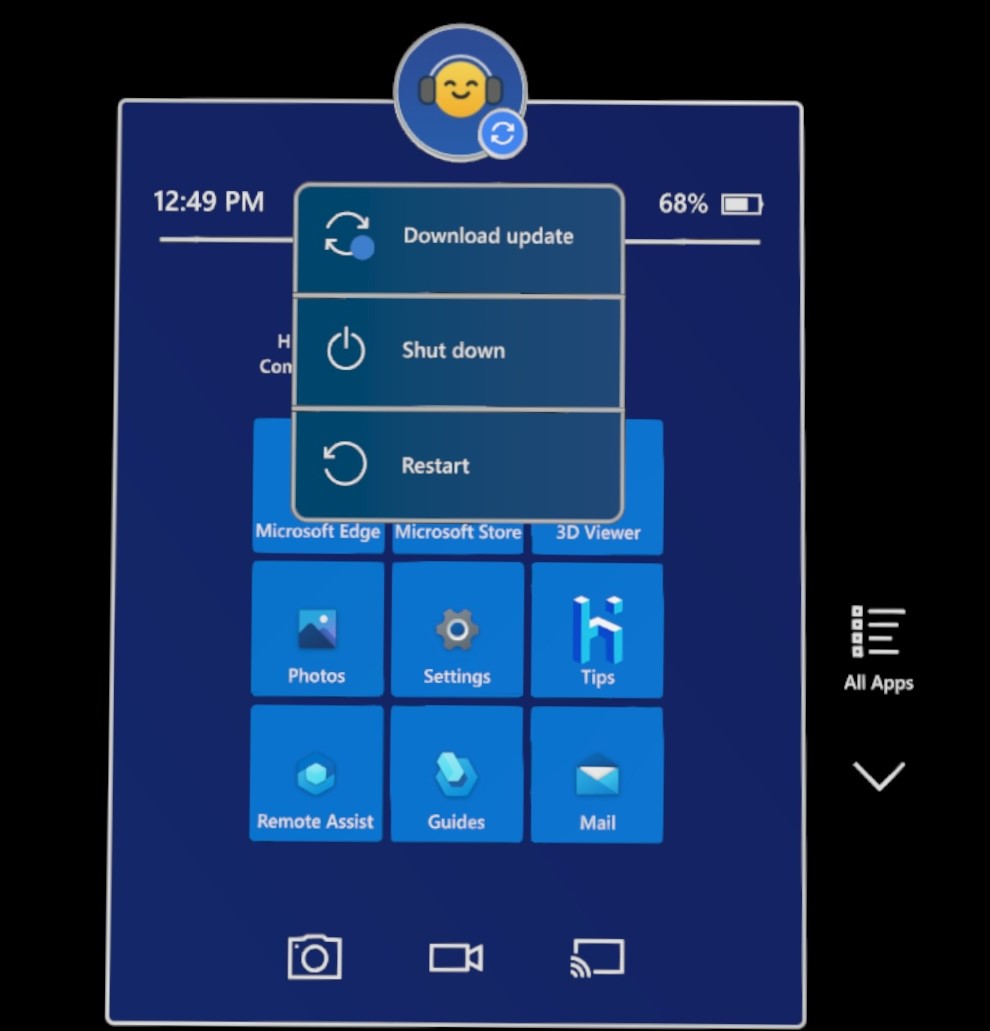 12:49 PM
68%
Download update
Shut down
Restart
Microsoft Edge
Microsoft Store
3D Viewer
Photos
Settings
Tips
Remote Assist
Guides
Mail
All Apps